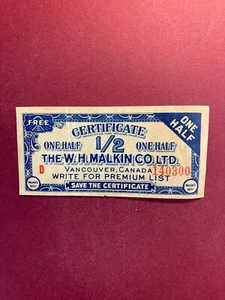 FREE
CERTIFICATE
ONE HALF 1/2 ONE HALF
ONE HALF
THE W.H. MALKIN CO. LTD.
D VANCOUVER, CANADA 140300
WRITE FOR PREMIUM LIST
SAVE THE CERTIFICATE